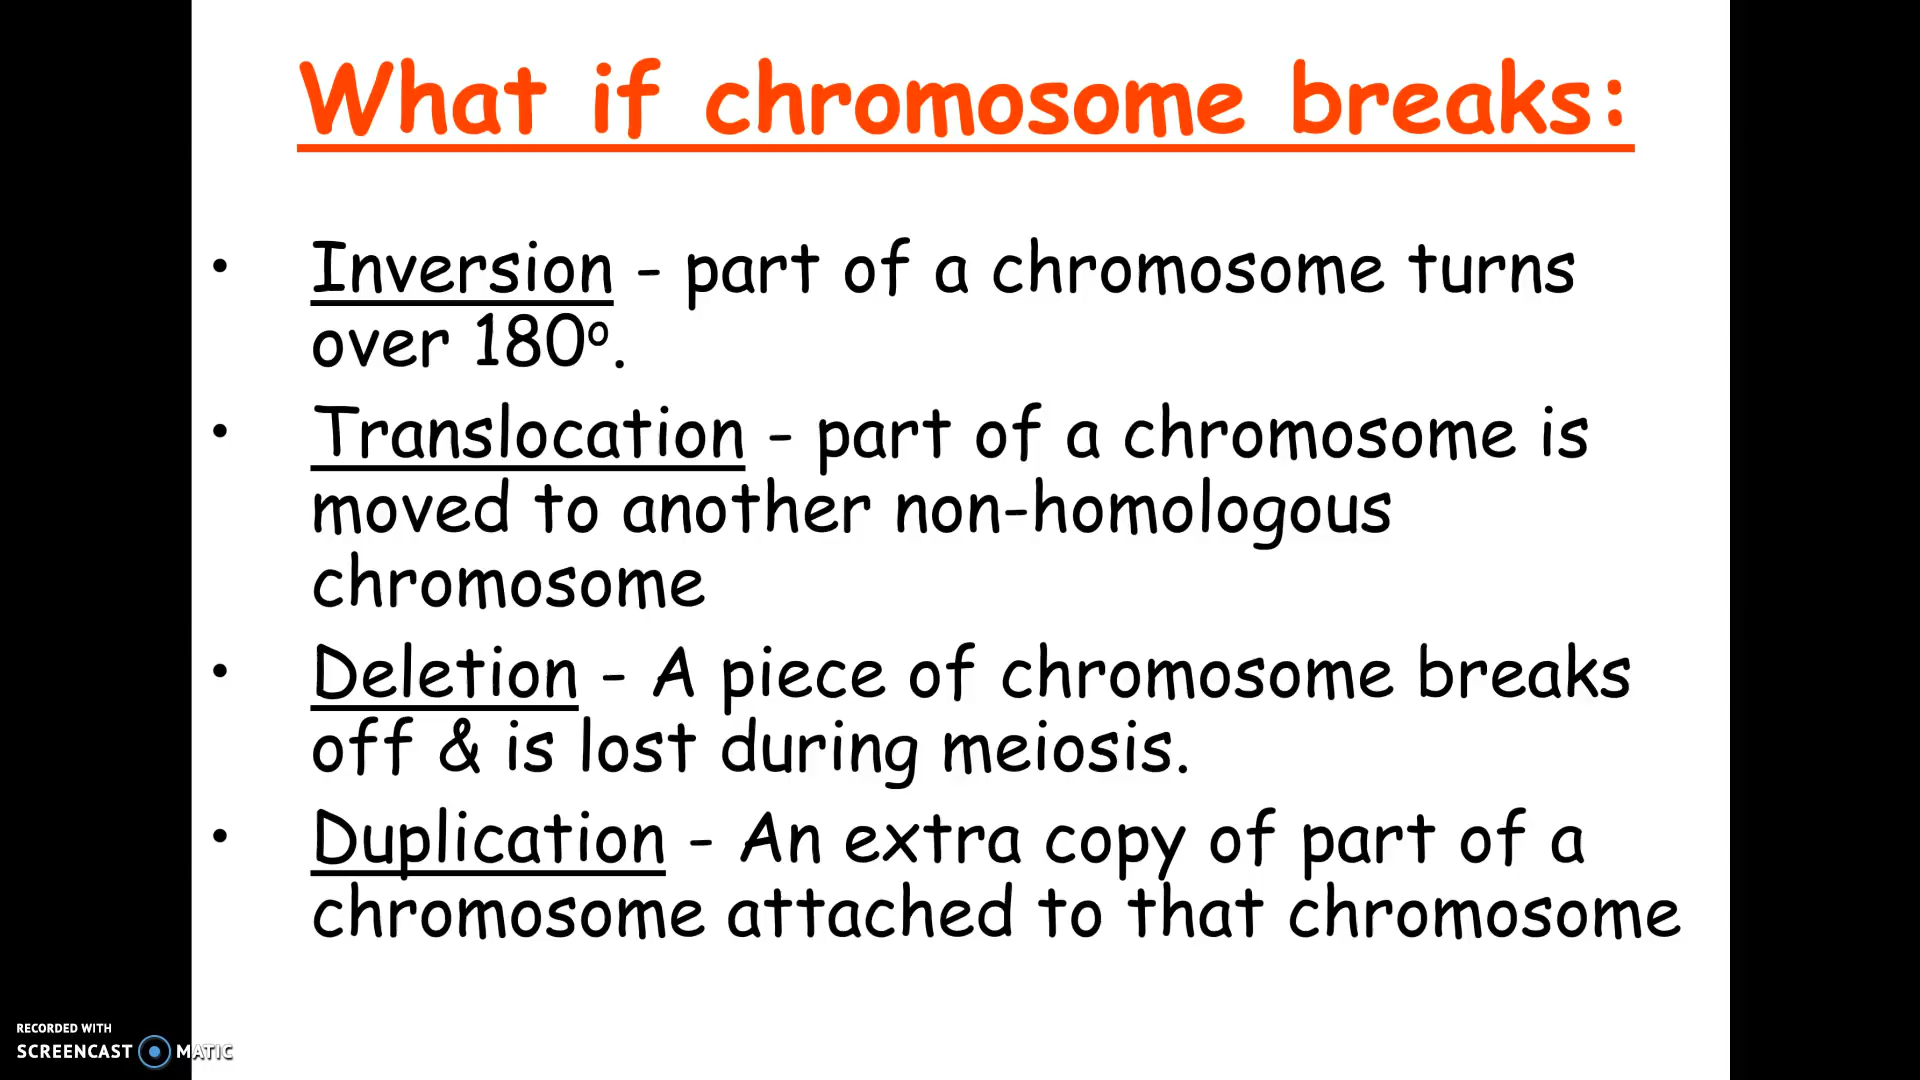 What if chromosome breaks:
• Inversion - part of a chromosome turns
over 180º.
• Translocation - part of a chromosome is
moved to another non-homologous
chromosome
• Deletion - A piece of chromosome breaks
off & is lost during meiosis.
• Duplication - An extra copy of part of a
chromosome attached to that chromosome
RECORDED WITH
SCREENCAST MATIC